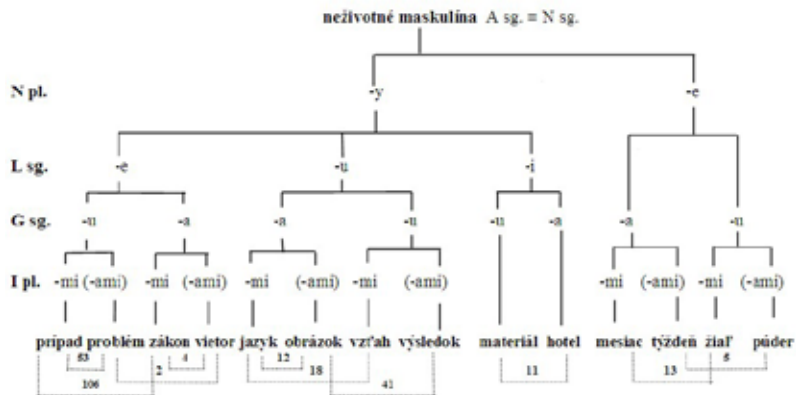 neživotné maskulína A sg. = N sg.
N pl. -y -e
L sg. -e -u -i
G sg. -u -a -a -u -u -a -a -u
I pl. -mi (-ami) -mi (-ami) -mi (-ami) -mi (-ami) -mi (-ami) -mi (-ami)
prípad problém zákon vietor jazyk obrázok vzťah výsledok materiál hotel mesiac týždeň žiaľ púder
63 4 12 11 5
2 18 13
106 41